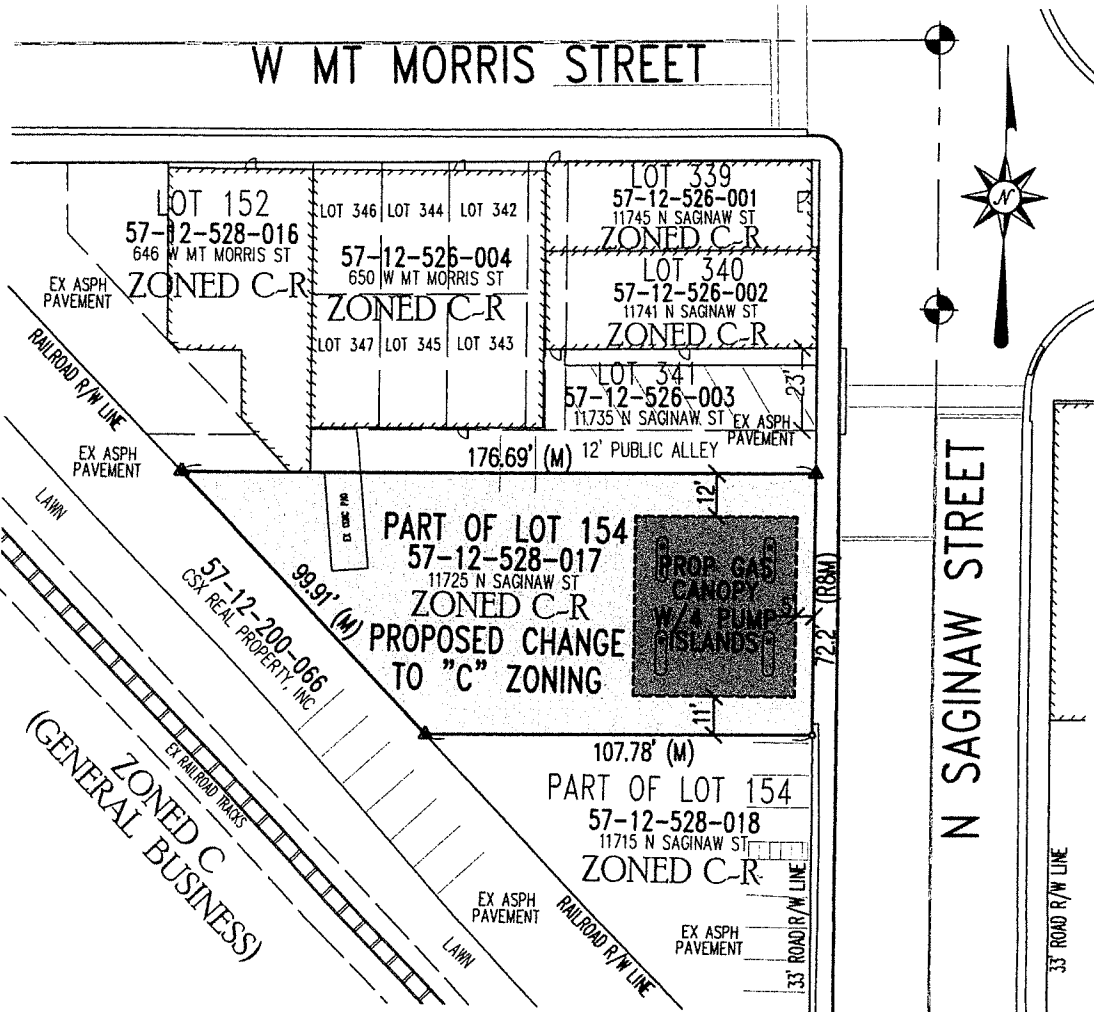 W MT MORRIS STREET
N
LOT 152
57-12-528-016
646 W MT MORRIS ST
ZONED C-R
EX ASPH
PAVEMENT
LOT 346
LOT 344
LOT 342
57-12-526-004
650 W MT MORRIS ST
ZONED C-R
LOT 347
LOT 345
LOT 343
LOT 339
57-12-526-001
11745 N SAGINAW ST
ZONED C-R
LOT 340
57-12-526-002
11741 N SAGINAW ST
ZONED C-R
LOT 341
57-12-526-003
11735 N SAGINAW ST
23'
EX ASPH
PAVEMENT
RAILROAD R/W LINE
EX ASPH
PAVEMENT
LAWN
176.69' (M)
12' PUBLIC ALLEY
12'
PART OF LOT 154
57-12-528-017
11725 N SAGINAW ST
ZONED C-R
PROPOSED CHANGE
TO "C" ZONING
PROP GAS
CANOPY
W/4 PUMP
ISLANDS
5'
72.2' (R&M)
11'
99.91' (M)
57-12-200-066
CSX REAL PROPERTY, INC
EX RAILROAD TRACKS
ZONED C
(GENERAL BUSINESS)
107.78' (M)
PART OF LOT 154
57-12-528-018
11715 N SAGINAW ST
ZONED C-R
EX ASPH
PAVEMENT
RAILROAD R/W LINE
LAWN
EX ASPH
PAVEMENT
33' ROAD R/W LINE
N SAGINAW STREET
33' ROAD R/W LINE